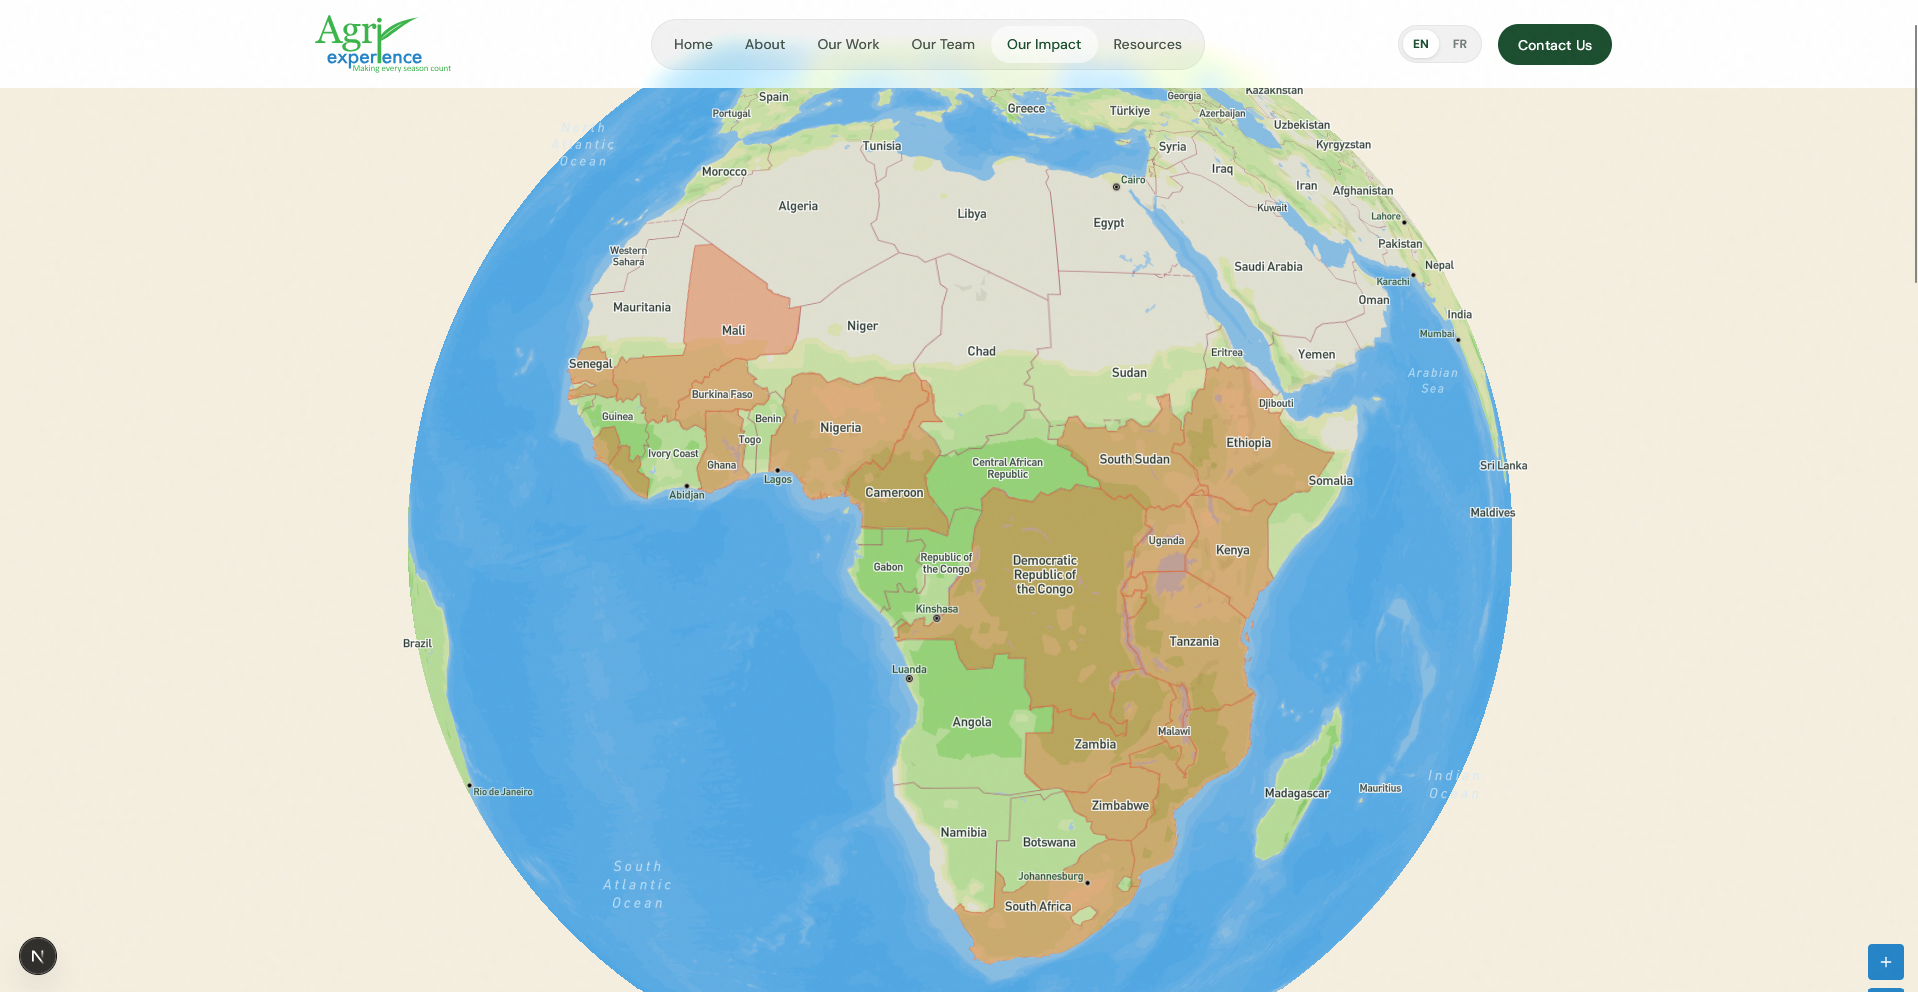 Agri
experience
Making every season count
Home
About
Our Work
Our Team
Our Impact
Resources
EN
FR
Contact Us
Spain
Portugal
Greece
Türkiye
Georgia
Azerbaijan
Kazakhstan
Uzbekistan
Kyrgyzstan
North
Atlantic
Ocean
Tunisia
Syria
Morocco
Iraq
Iran
Afghanistan
Cairo
Algeria
Libya
Egypt
Kuwait
Lahore
Pakistan
Western
Sahara
Saudi Arabia
Nepal
Karachi
Oman
Mauritania
India
Mali
Niger
Mumbai
Chad
Eritrea
Yemen
Senegal
Sudan
Arabian
Sea
Burkina Faso
Djibouti
Guinea
Benin
Nigeria
Togo
Ethiopia
Ivory Coast
Ghana
Central African
Republic
South Sudan
Sri Lanka
Lagos
Somalia
Abidjan
Cameroon
Maldives
Uganda
Kenya
Republic of
the Congo
Gabon
Democratic
Republic of
the Congo
Kinshasa
Brazil
Tanzania
Luanda
Angola
Malawi
Zambia
Indian
Ocean
Rio de Janeiro
Madagascar
Mauritius
Zimbabwe
Namibia
Botswana
South
Atlantic
Ocean
Johannesburg
South Africa
N
+